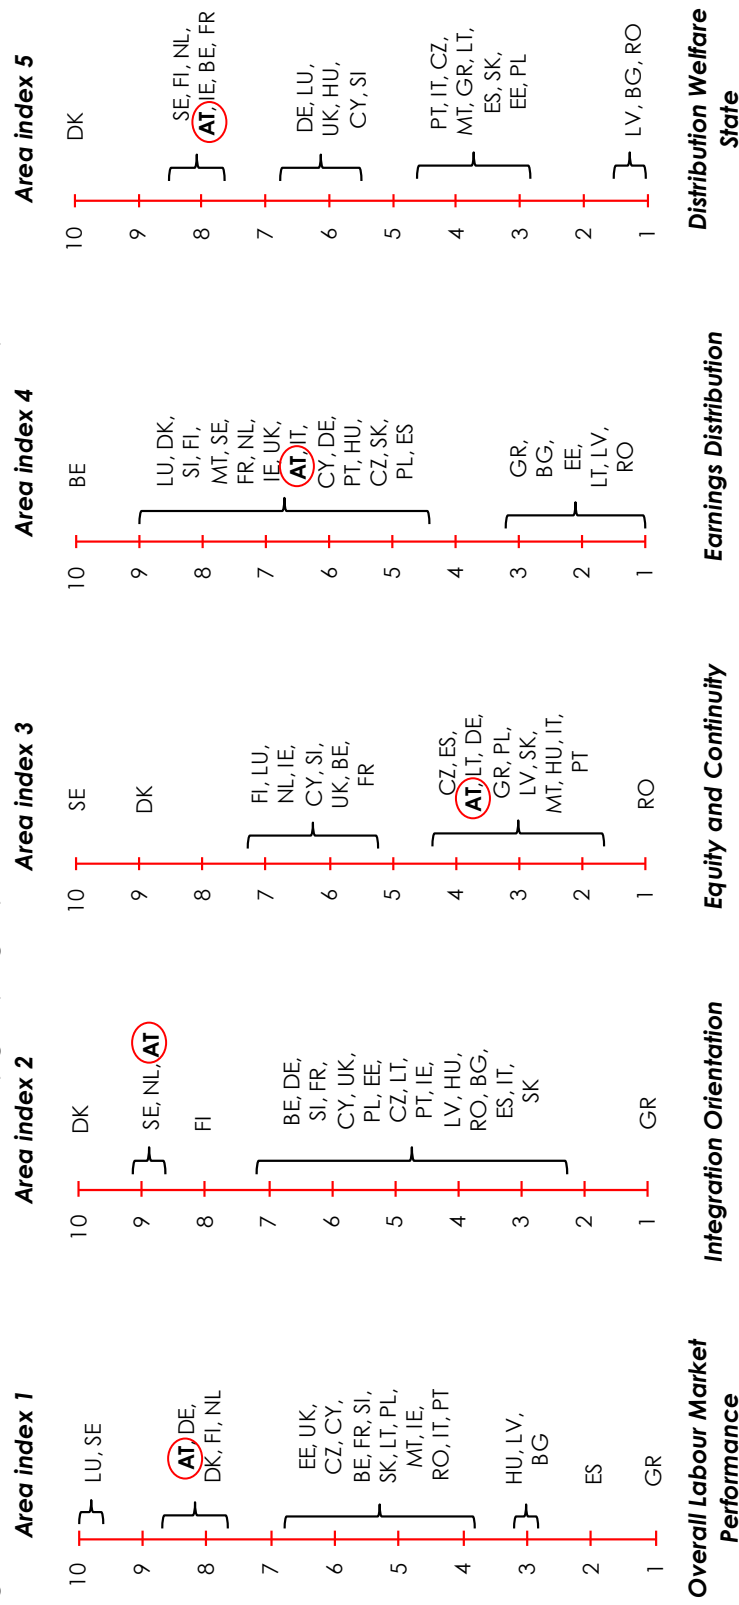 Area index 1
10
9
8
7
6
5
4
3
2
1
LU, SE
AT, DE,
DK, FI, NL
EE, UK,
CZ, CY,
BE, FR, SI,
SK, LT, PL,
MT, IE,
RO, IT, PT
HU, LV,
BG
ES
GR
Overall Labour Market
Performance
Area index 2
10
9
8
7
6
5
4
3
2
1
DK
SE, NL, AT
FI
BE, DE,
SI, FR,
CY, UK,
PL, EE,
CZ, LT,
PT, IE,
LV, HU,
RO, BG,
ES, IT,
SK
GR
Integration Orientation
Area index 3
10
9
8
7
6
5
4
3
2
1
SE
DK
FI, LU,
NL, IE,
CY, SI,
UK, BE,
FR
CZ, ES,
AT, LT, DE,
GR, PL,
LV, SK,
MT, HU, IT,
PT
RO
Equity and Continuity
Area index 4
10
9
8
7
6
5
4
3
2
1
BE
LU, DK,
SI, FI,
MT, SE,
FR, NL,
IE, UK,
AT, IT,
CY, DE,
PT, HU,
CZ, SK,
PL, ES
GR,
BG,
EE,
LT, LV,
RO
Earnings Distribution
Area index 5
10
9
8
7
6
5
4
3
2
1
DK
SE, FI, NL,
AT, IE, BE, FR
DE, LU,
UK, HU,
CY, SI
PT, IT, CZ,
MT, GR, LT,
ES, SK,
EE, PL
LV, BG, RO
Distribution Welfare
State